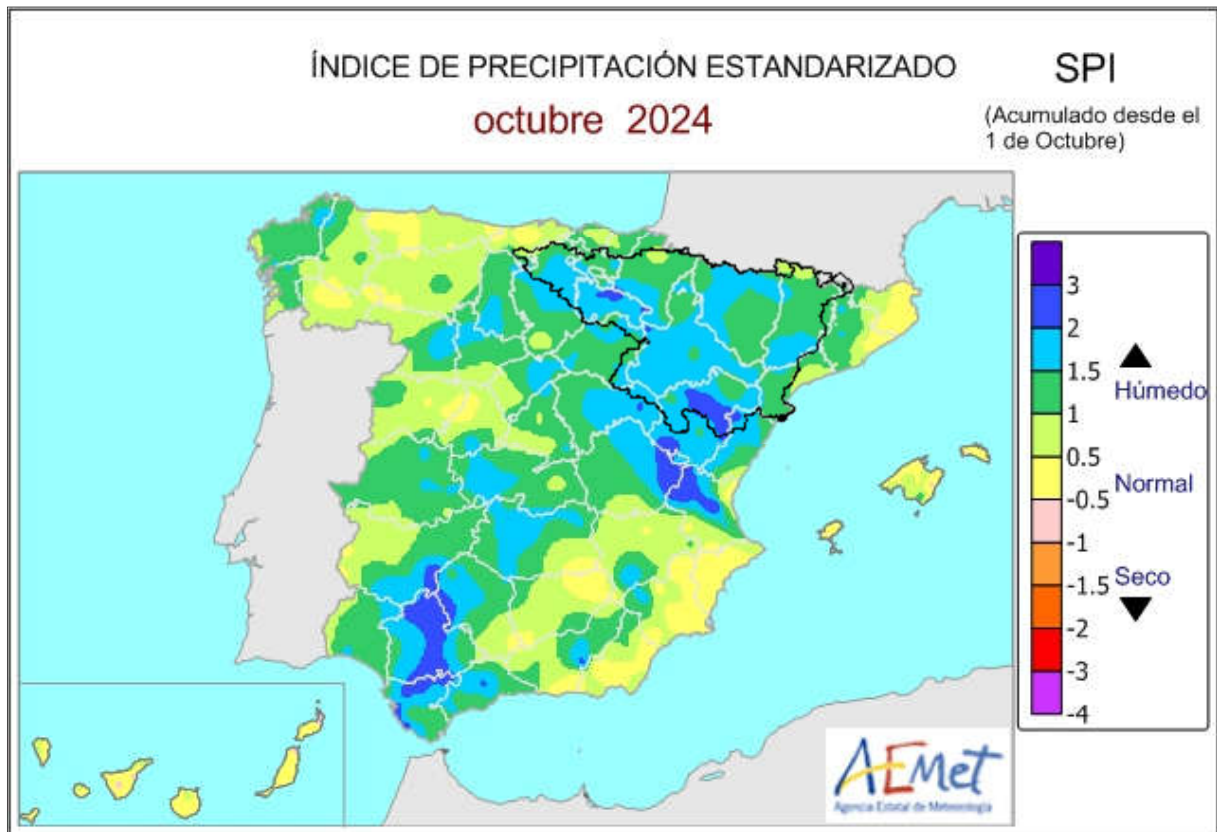 ÍNDICE DE PRECIPITACIÓN ESTANDARIZADO
octubre 2024
SPI
(Acumulado desde el
1 de Octubre)
3
2
1.5
1
0.5
-0.5
-1
-1.5
-2
-3
-4
Húmedo
Normal
Seco
AEMet
Agencia Estatal de Meteorología